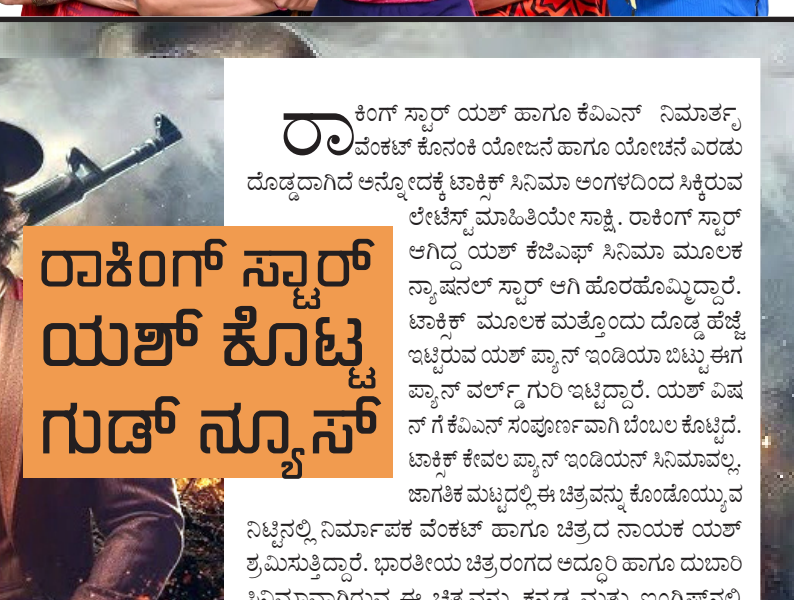 ರಾಕಿಂಗ್ ಸ್ಟಾರ್
ಯಶ್ ಕೊಟ್ಟ
ಗುಡ್ ನ್ಯೂಸ್
ರಾಕಿಂಗ್ ಸ್ಟಾರ್ ಯಶ್ ಹಾಗೂ ಕೆವಿಎನ್ ನಿಮಾರ್ತೃ
ವೆಂಕಟ್ ಕೊನಂಕಿ ಯೋಜನೆ ಹಾಗೂ ಯೋಚನೆ ಎರಡು
ದೊಡ್ಡದಾಗಿದೆ ಅನ್ನೋದಕ್ಕೆ ಟಾಕ್ಸಿಕ್ ಸಿನಿಮಾ ಅಂಗಳದಿಂದ ಸಿಕ್ಕಿರುವ
ಲೇಟೆಸ್ಟ್ ಮಾಹಿತಿಯೇ ಸಾಕ್ಷಿ. ರಾಕಿಂಗ್ ಸ್ಟಾರ್
ಆಗಿದ್ದ ಯಶ್ ಕೆಜಿಎಫ್ ಸಿನಿಮಾ ಮೂಲಕ
ನ್ಯಾಷನಲ್ ಸ್ಟಾರ್ ಆಗಿ ಹೊರಹೊಮ್ಮಿದ್ದಾರೆ.
ಟಾಕ್ಸಿಕ್ ಮೂಲಕ ಮತ್ತೊಂದು ದೊಡ್ಡ ಹೆಜ್ಜೆ
ಇಟ್ಟಿರುವ ಯಶ್ ಪ್ಯಾನ್ ಇಂಡಿಯಾ ಬಿಟ್ಟು ಈಗ
ಪ್ಯಾನ್ ವರ್ಲ್ಡ್ ಗುರಿ ಇಟ್ಟಿದ್ದಾರೆ. ಯಶ್ ವಿಷ
ನ್ ಗೆ ಕೆವಿಎನ್ ಸಂಪೂರ್ಣವಾಗಿ ಬೆಂಬಲ ಕೊಟ್ಟಿದೆ.
ಟಾಕ್ಸಿಕ್ ಕೇವಲ ಪ್ಯಾನ್ ಇಂಡಿಯನ್ ಸಿನಿಮಾವಲ್ಲ.
ಜಾಗತಿಕ ಮಟ್ಟದಲ್ಲಿ ಈ ಚಿತ್ರವನ್ನು ಕೊಂಡೊಯ್ಯುವ
ನಿಟ್ಟಿನಲ್ಲಿ ನಿರ್ಮಾಪಕ ವೆಂಕಟ್ ಹಾಗೂ ಚಿತ್ರದ ನಾಯಕ ಯಶ್
ಶ್ರಮಿಸುತ್ತಿದ್ದಾರೆ. ಭಾರತೀಯ ಚಿತ್ರರಂಗದ ಅದ್ಧೂರಿ ಹಾಗೂ ದುಬಾರಿ